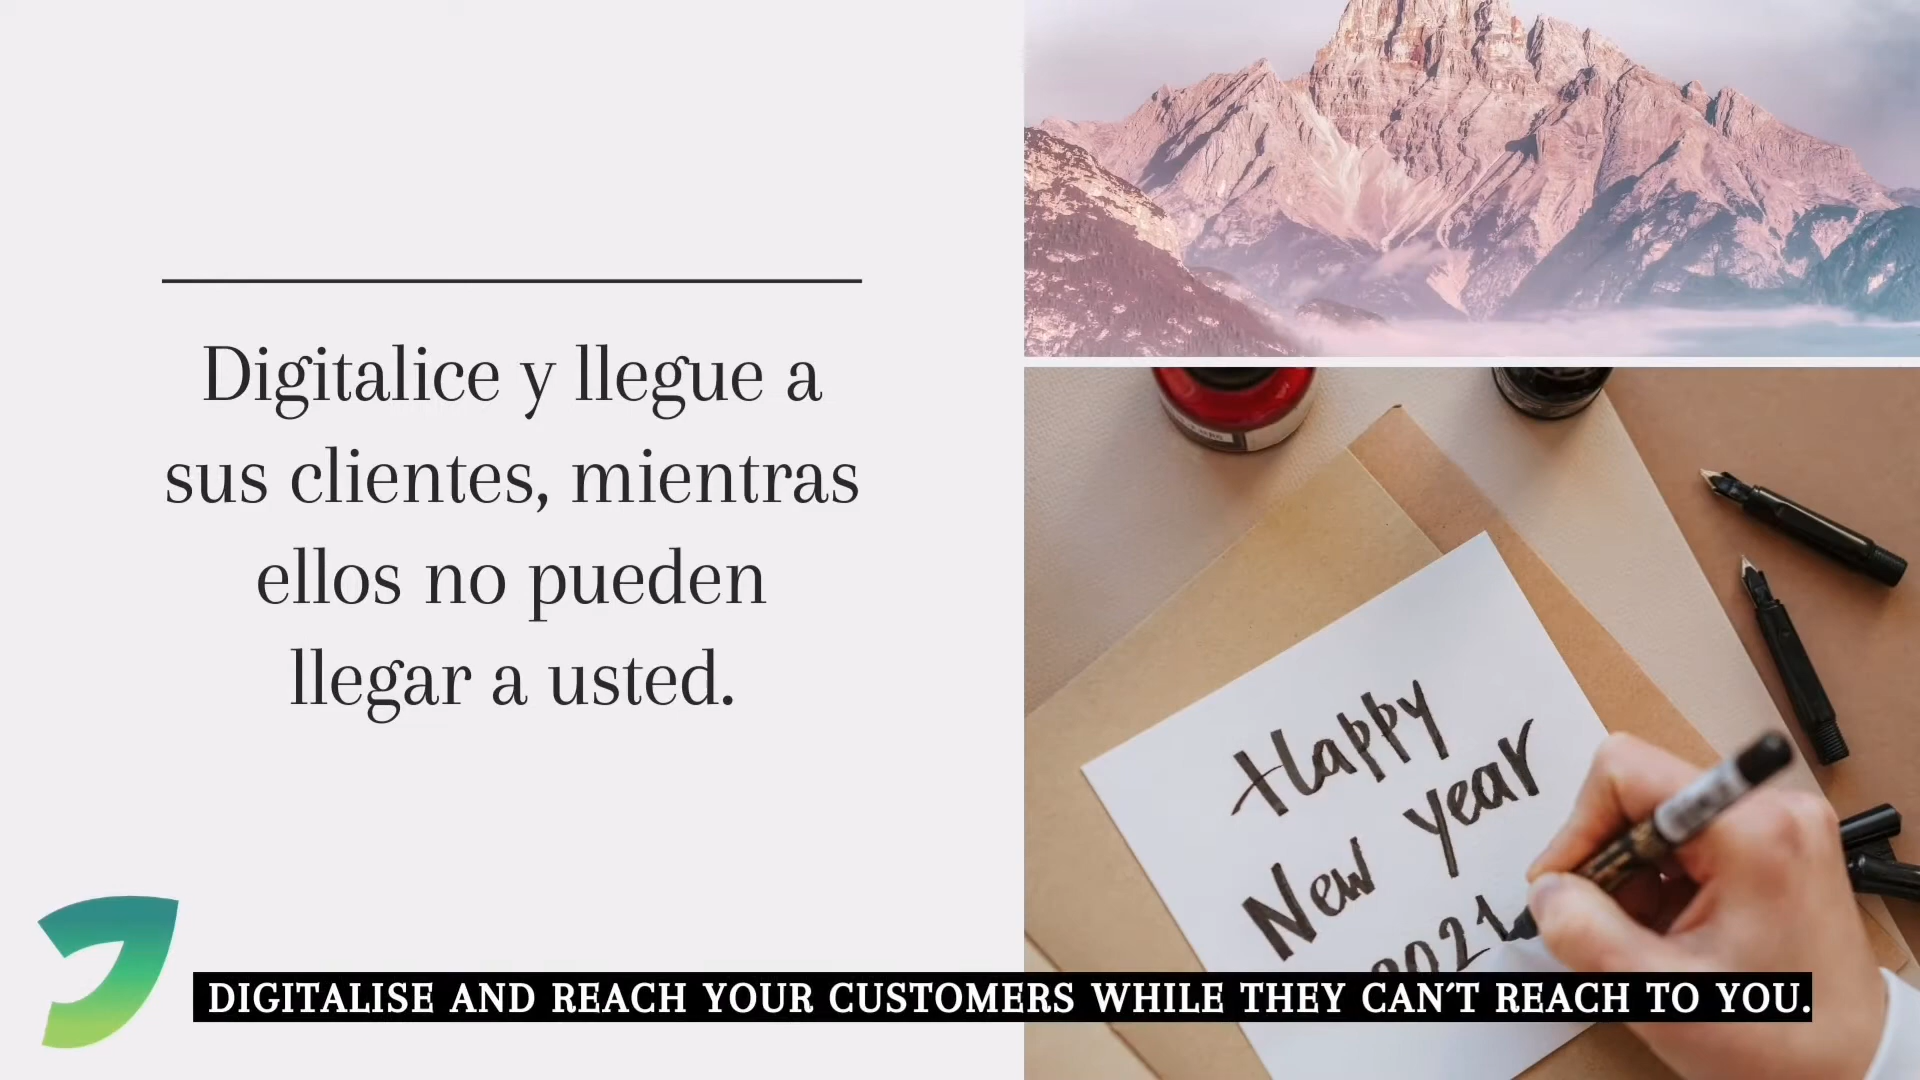 Digitalice y llegue a
sus clientes, mientras
ellos no pueden
llegar a usted.
Happy
New Year
2021
DIGITALISE AND REACH YOUR CUSTOMERS WHILE THEY CAN´T REACH TO YOU.